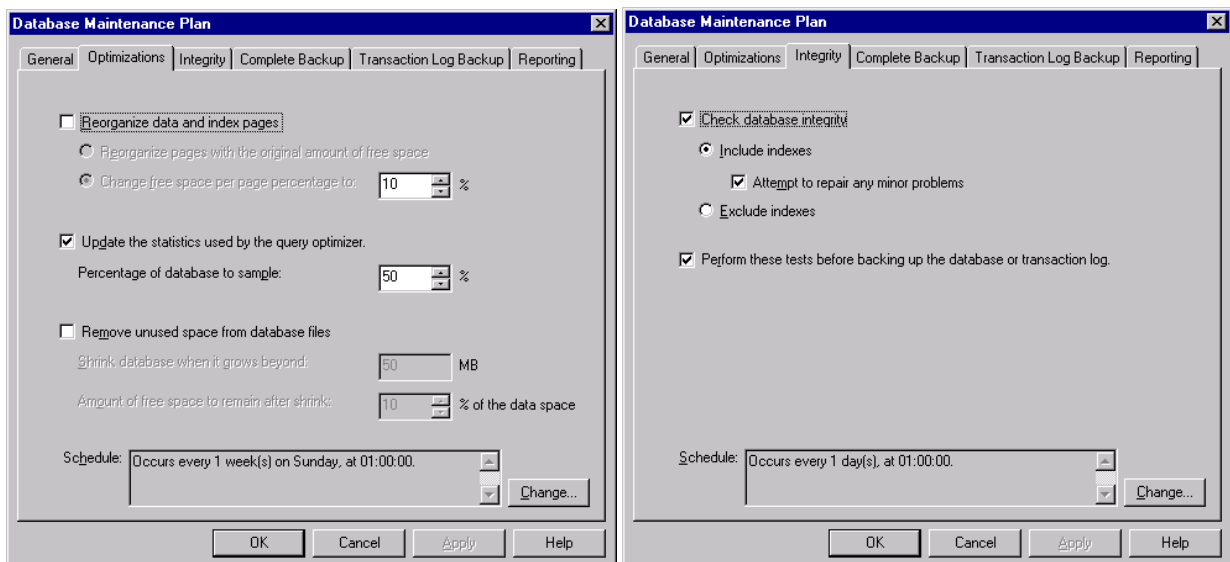 Database Maintenance Plan
General Optimizations Integrity Complete Backup Transaction Log Backup Reporting
Reorganize data and index pages
Reorganize pages with the original amount of free space
Change free space per page percentage to: 10 %
Update the statistics used by the query optimizer.
Percentage of database to sample: 50 %
Remove unused space from database files
Shrink database when it grows beyond: 50 MB
Amount of free space to remain after shrink: 10 % of the data space
Schedule: Occurs every 1 week(s) on Sunday, at 01:00:00.
Change...
OK Cancel Apply Help
Database Maintenance Plan
General Optimizations Integrity Complete Backup Transaction Log Backup Reporting
Check database integrity
Include indexes
Attempt to repair any minor problems
Exclude indexes
Perform these tests before backing up the database or transaction log.
Schedule: Occurs every 1 day(s), at 01:00:00.
Change...
OK Cancel Apply Help